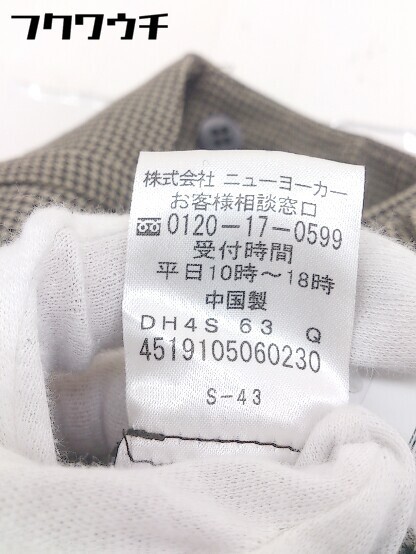 フクワウチ
株式会社 ニューヨーカー
お客様相談窓口
0120-17-0599
受付時間
平日10時～18時
中国製
DH4S 63 Q
4519105060230
S-43